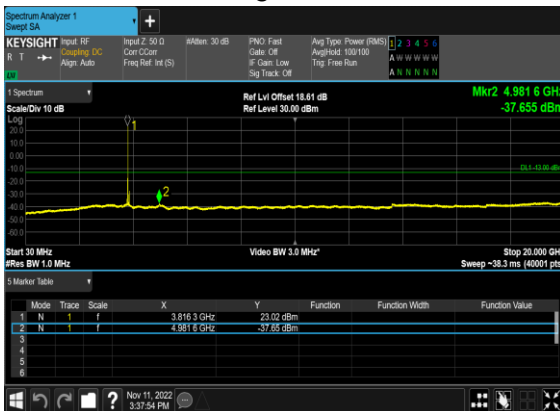 Spectrum Analyzer 1
Swept SA
KEYSIGHT Input: RF Input Z: 50 Ω #Atten: 30 dB PNO: Fast Avg Type: Power (RMS) 1 2 3 4 5 6
R T Coupling: DC Corr CCorr Gate: Off Avg|Hold: 100/100 A W W W W W
Align: Auto Freq Ref: Int (S) IF Gain: Low Trig: Free Run
Sig Track: Off A N N N N N
LV
1 Spectrum Ref Lvl Offset 18.61 dB Mkr2 4.981 6 GHz
Scale/Div 10 dB Ref Level 30.00 dBm -37.655 dBm
Log
1
20.0
10.0
0.00
-10.0
DL1 -13.00 dBm
-20.0
-30.0
2
-40.0
-50.0
-60.0
Start 30 MHz Video BW 3.0 MHz* Stop 20.000 GH
#Res BW 1.0 MHz Sweep ~38.3 ms (40001 pts
5 Marker Table
Mode Trace Scale X Y Function Function Width Function Value
1 N 1 f 3.816 3 GHz 23.02 dBm
2 N 1 f 4.981 6 GHz -37.65 dBm
3
4
5
6
? Nov 11, 2022
3:37:54 PM